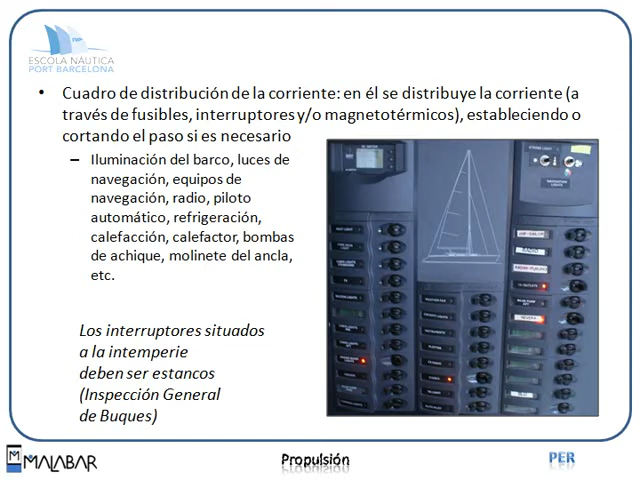 ESCOLA NÁUTICA
PORT BARCELONA
• Cuadro de distribución de la corriente: en él se distribuye la corriente (a
través de fusibles, interruptores y/o magnetotérmicos), estableciendo o
cortando el paso si es necesario
– Iluminación del barco, luces de
navegación, equipos de
navegación, radio, piloto
automático, refrigeración,
calefacción, calefactor, bombas
de achique, molinete del ancla,
etc.
Los interruptores situados
a la intemperie
deben ser estancos
(Inspección General
de Buques)
RADIO
NEVERA
MALABAR
Propulsión
PER